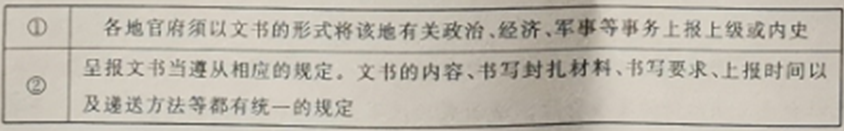 ① 各地官府须以文书的形式将该地有关政治、经济、军事等事务上报上级或内史
② 呈报文书当遵从相应的规定。文书的内容、书写封扎材料、书写要求、上报时间以
及递送方法等都有统一的规定